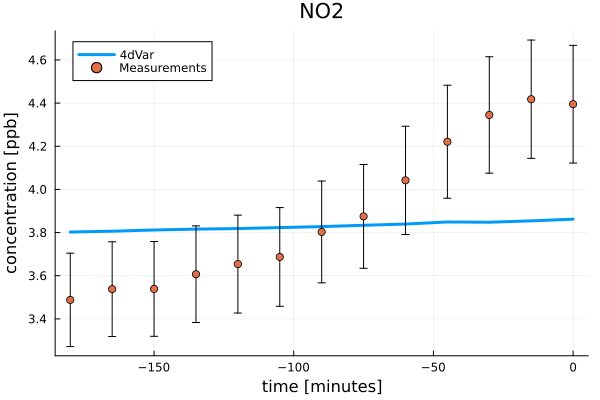 NO2
4dVar
Measurements
concentration [ppb]
4.6
4.4
4.2
4.0
3.8
3.6
3.4
−150
−100
−50
0
time [minutes]